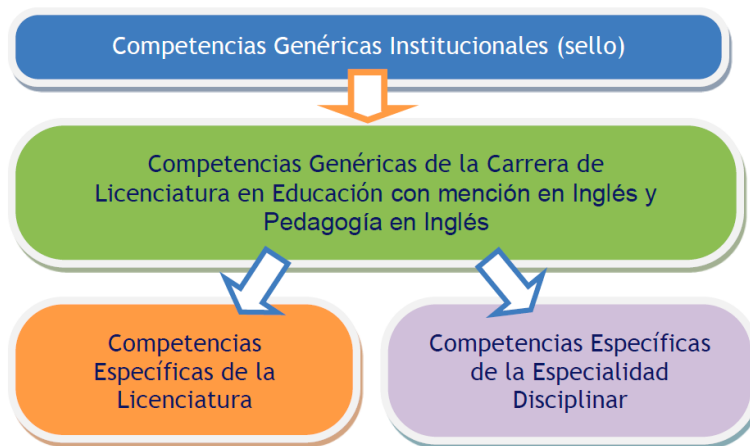 Competencias Genéricas Institucionales (sello)
Competencias Genéricas de la Carrera de
Licenciatura en Educación con mención en Inglés y
Pedagogía en Inglés
Competencias
Específicas de la
Licenciatura
Competencias Específicas
de la Especialidad
Disciplinar